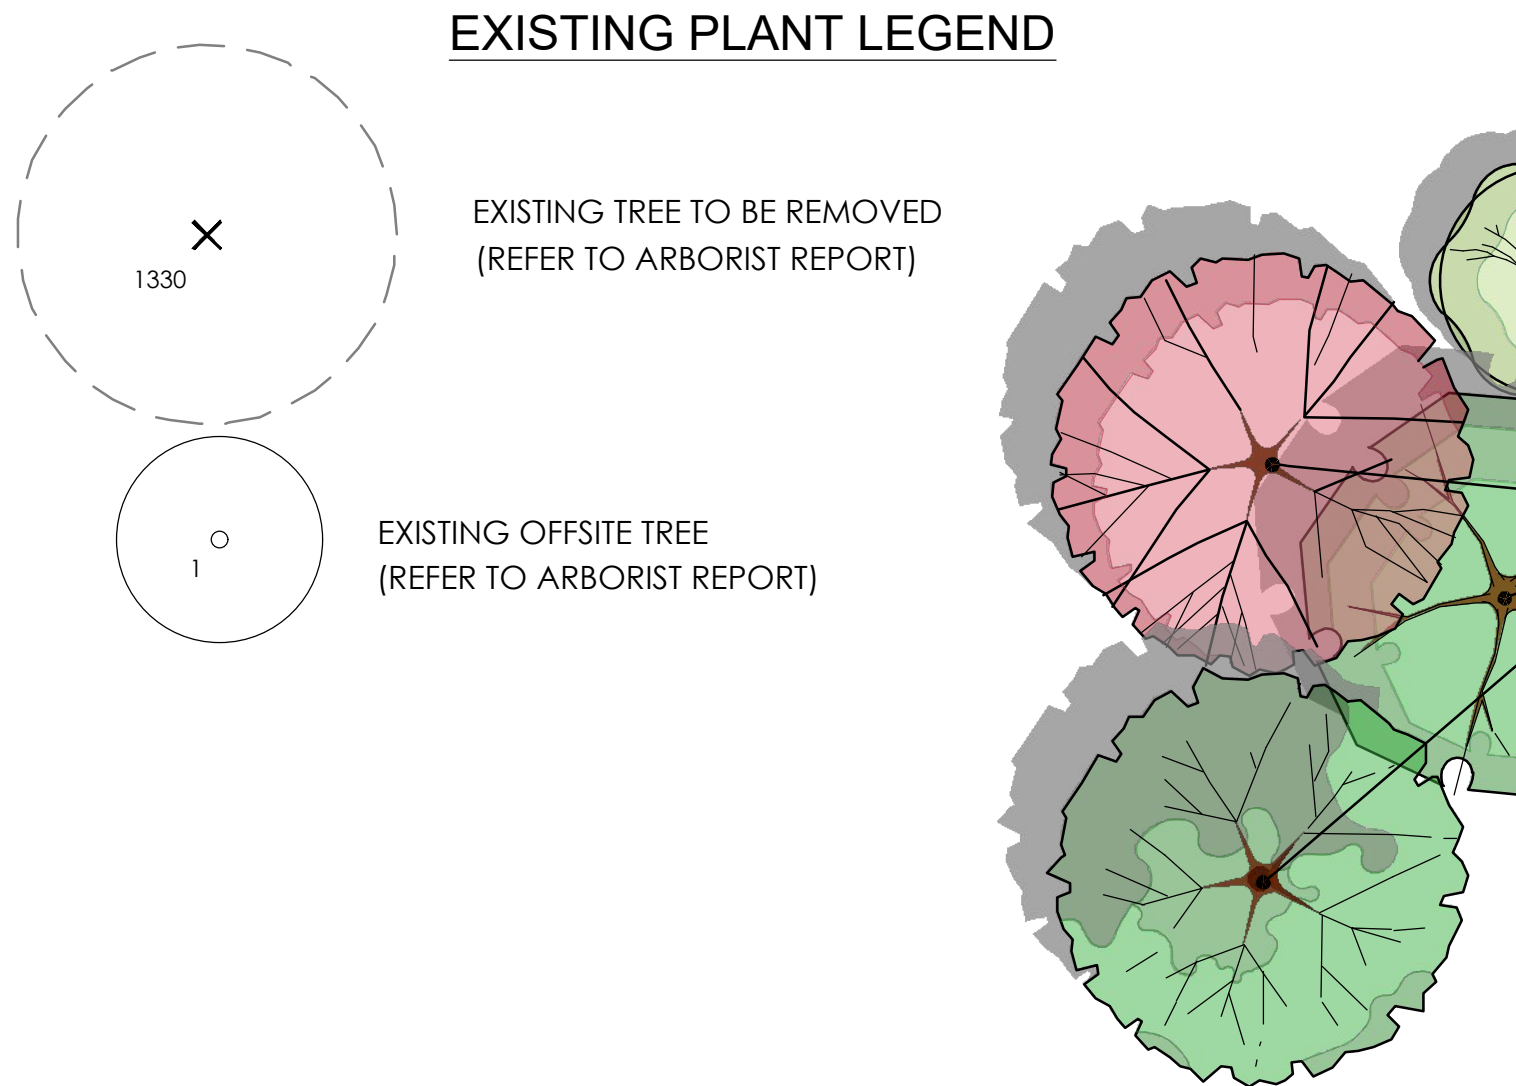 EXISTING PLANT LEGEND
EXISTING TREE TO BE REMOVED
(REFER TO ARBORIST REPORT)
1330
EXISTING OFFSITE TREE
(REFER TO ARBORIST REPORT)
1